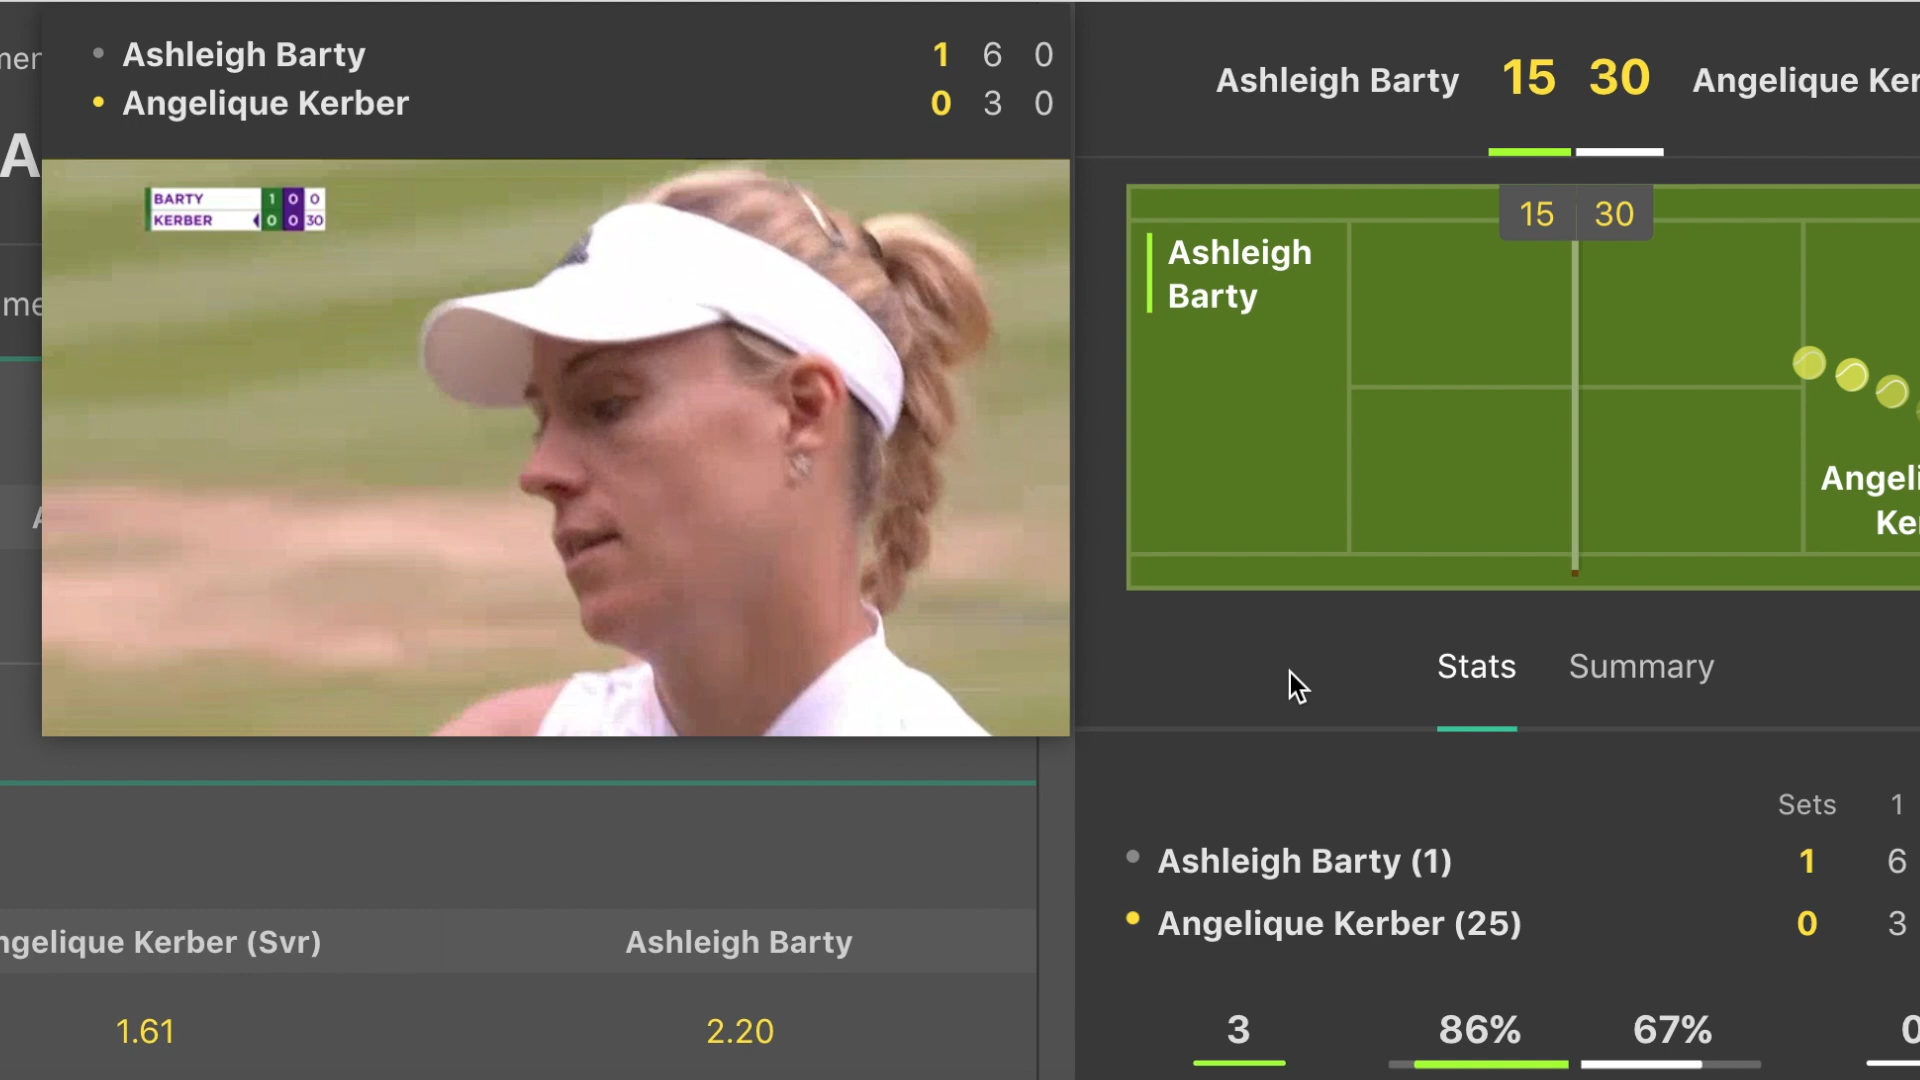 Ashleigh Barty 1 6 0
Angelique Kerber 0 3 0
BARTY 1 0 0
KERBER 0 0 30
A
me
Ashleigh Barty 15 30 Angelique Ker
15 30
Ashleigh
Barty
Angeli
Ke
Stats Summary
Sets 1
Ashleigh Barty (1) 1 6
Angelique Kerber (25) 0 3
3 86% 67% 0
ngelique Kerber (Svr) Ashleigh Barty
1.61 2.20